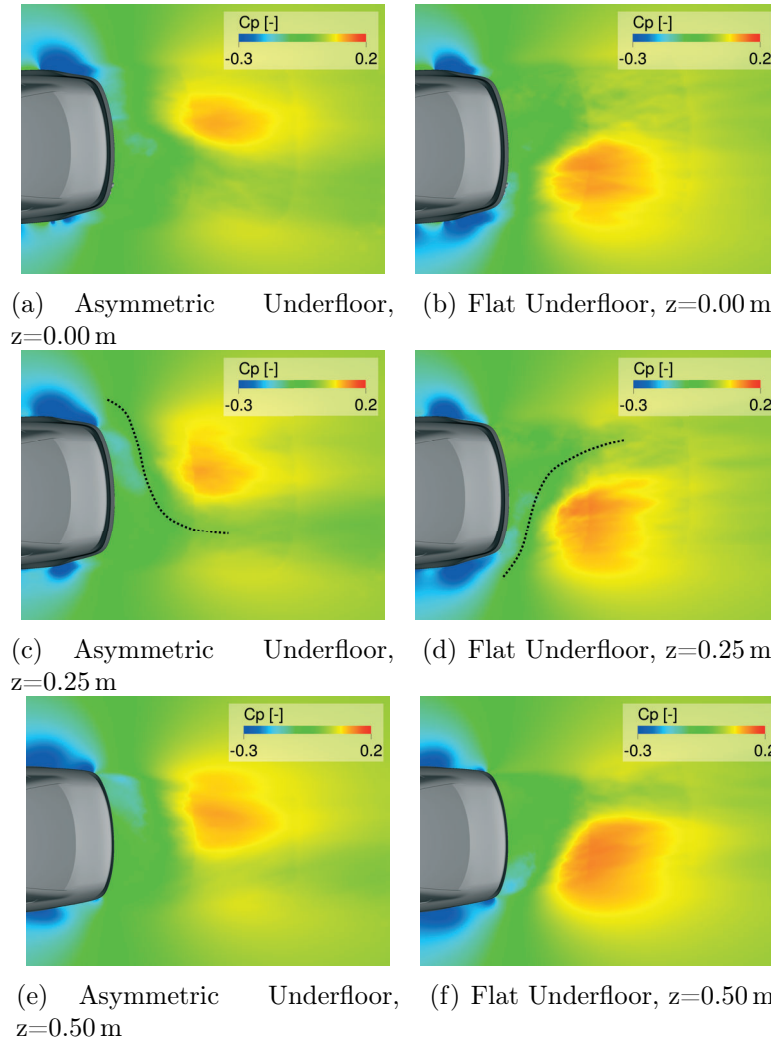 Cp [-]
-0.3 0.2
Cp [-]
-0.3 0.2
(a) Asymmetric Underfloor,
z=0.00 m
(b) Flat Underfloor, z=0.00 m
Cp [-]
-0.3 0.2
Cp [-]
-0.3 0.2
(c) Asymmetric Underfloor,
z=0.25 m
(d) Flat Underfloor, z=0.25 m
Cp [-]
-0.3 0.2
Cp [-]
-0.3 0.2
(e) Asymmetric Underfloor,
z=0.50 m
(f) Flat Underfloor, z=0.50 m